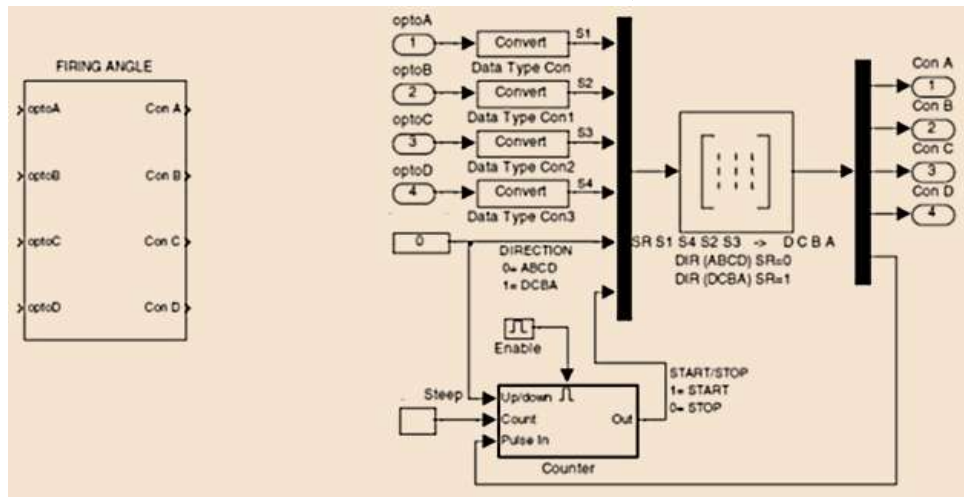 FIRING ANGLE
optoA Con A
optoB Con B
optoC Con C
optoD Con D
optoA
1
Convert
S1
Data Type Con
optoB
2
Convert
S2
Data Type Con1
optoC
3
Convert
S3
Data Type Con2
optoD
4
Convert
S4
Data Type Con3
0
DIRECTION
0= ABCD
1= DCBA
SR S1 S4 S2 S3 -> D C B A
DIR (ABCD) SR=0
DIR (DCBA) SR=1
Con A
1
Con B
2
Con C
3
Con D
4
Enable
START/STOP
1= START
0= STOP
Steep
Up/down
Count
Out
Pulse In
Counter